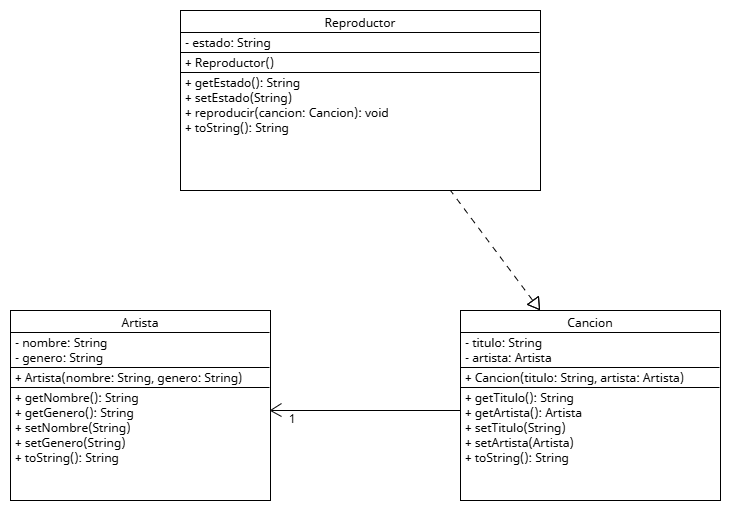 Reproductor
- estado: String
+ Reproductor()
+ getEstado(): String
+ setEstado(String)
+ reproducir(cancion: Cancion): void
+ toString(): String
Artista
- nombre: String
- genero: String
+ Artista(nombre: String, genero: String)
+ getNombre(): String
+ getGenero(): String
+ setNombre(String)
+ setGenero(String)
+ toString(): String
1
Cancion
- titulo: String
- artista: Artista
+ Cancion(titulo: String, artista: Artista)
+ getTitulo(): String
+ getArtista(): Artista
+ setTitulo(String)
+ setArtista(Artista)
+ toString(): String